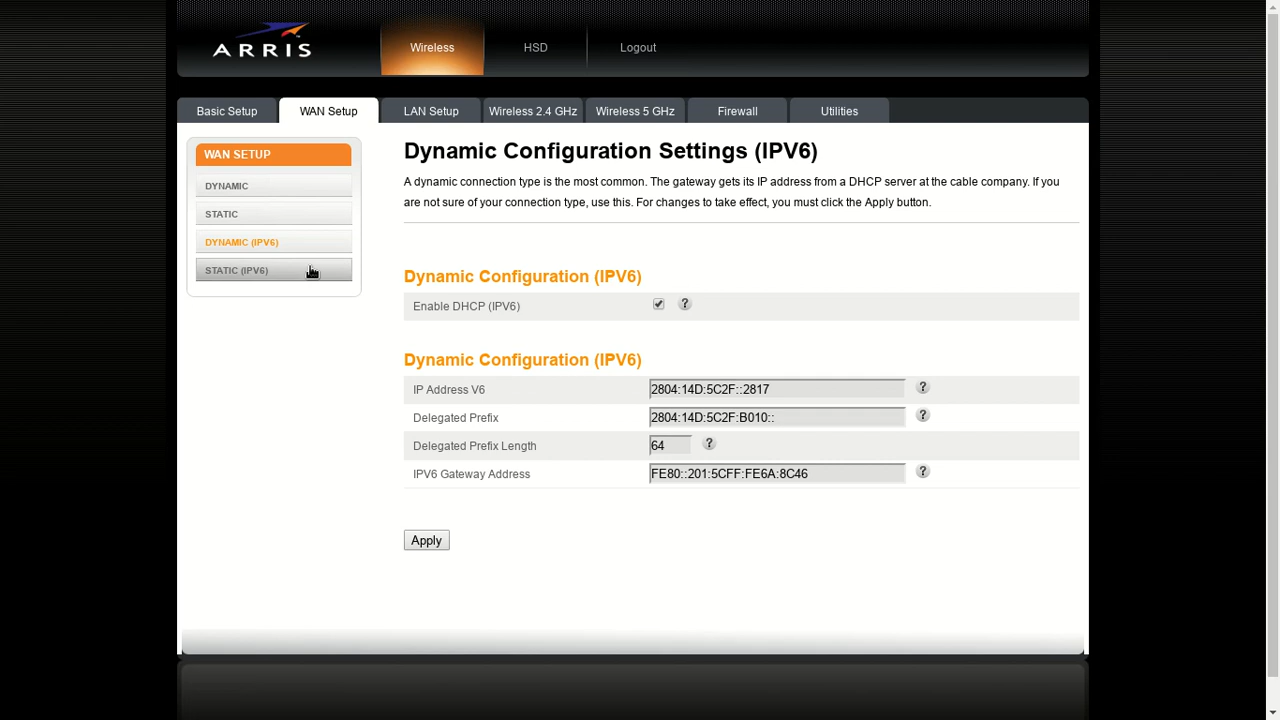 ARRIS
Wireless
HSD
Logout
Basic Setup
WAN Setup
LAN Setup
Wireless 2.4 GHz
Wireless 5 GHz
Firewall
Utilities
WAN SETUP
DYNAMIC
STATIC
DYNAMIC (IPV6)
STATIC (IPV6)
Dynamic Configuration Settings (IPV6)
A dynamic connection type is the most common. The gateway gets its IP address from a DHCP server at the cable company. If you
are not sure of your connection type, use this. For changes to take effect, you must click the Apply button.
Dynamic Configuration (IPV6)
Enable DHCP (IPV6) ?
Dynamic Configuration (IPV6)
IP Address V6 2804:14D:5C2F::2817 ?
Delegated Prefix 2804:14D:5C2F:B010:: ?
Delegated Prefix Length 64 ?
IPV6 Gateway Address FE80::201:5CFF:FE6A:8C46 ?
Apply